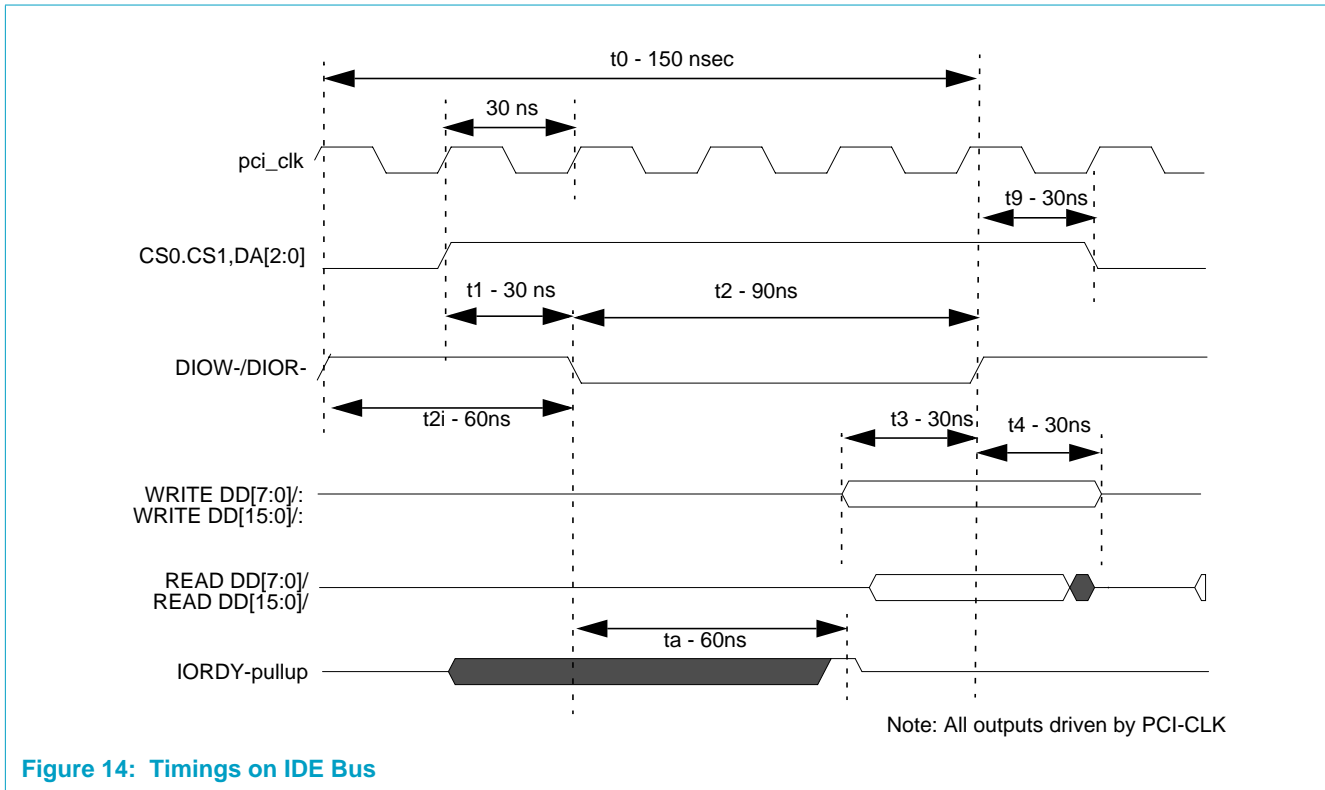 t0 - 150 nsec
30 ns
pci_clk
t9 - 30ns
CS0.CS1,DA[2:0]
t1 - 30 ns
t2 - 90ns
DIOW-/DIOR-
t2i - 60ns
t3 - 30ns
t4 - 30ns
WRITE DD[7:0]/:
WRITE DD[15:0]/:
READ DD[7:0]/
READ DD[15:0]/
ta - 60ns
IORDY-pullup
Note: All outputs driven by PCI-CLK
Figure 14: Timings on IDE Bus